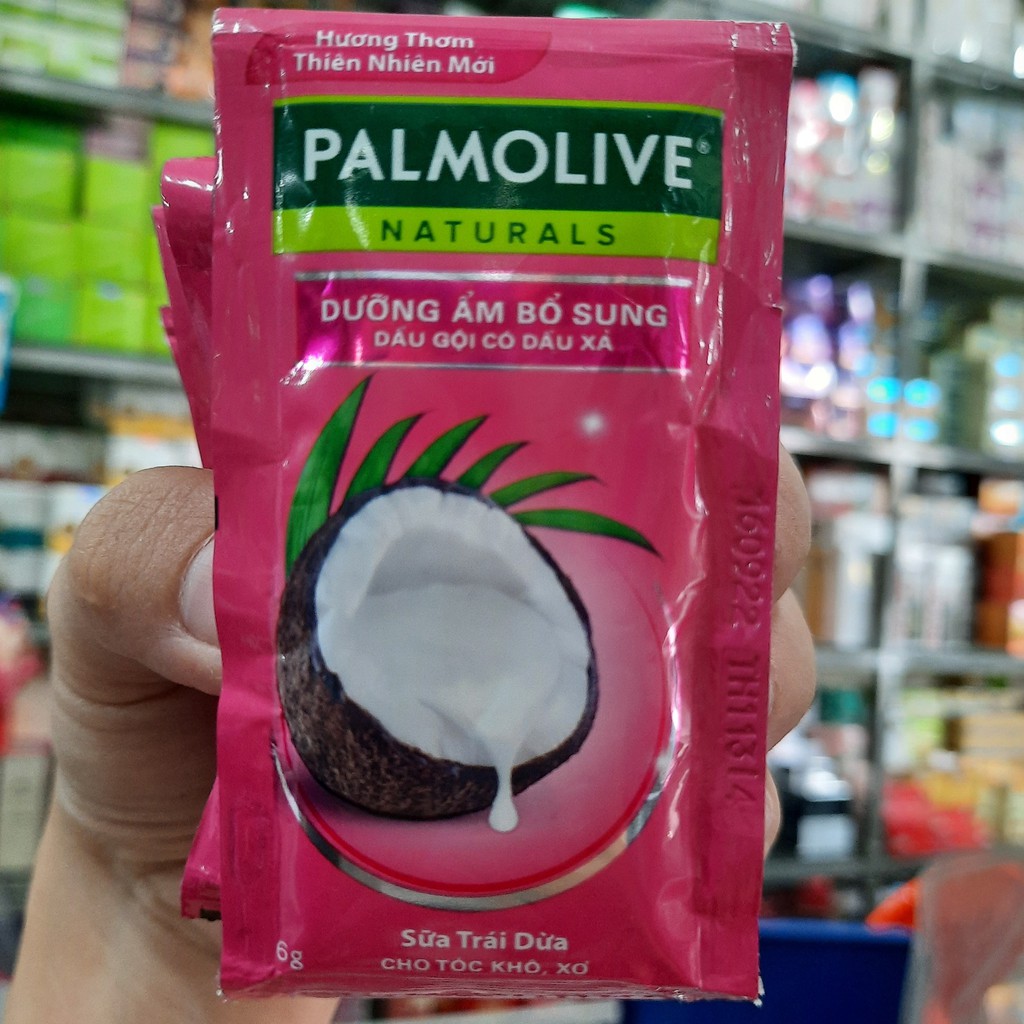 Hương Thơm
Thiên Nhiên Mới
PALMOLIVE®
NATURALS
DƯỠNG ẨM BỔ SUNG
DẦU GỘI CÓ DẦU XẢ
Sữa Trái Dừa
CHO TÓC KHÔ, XƠ
6g
160922 1H11314